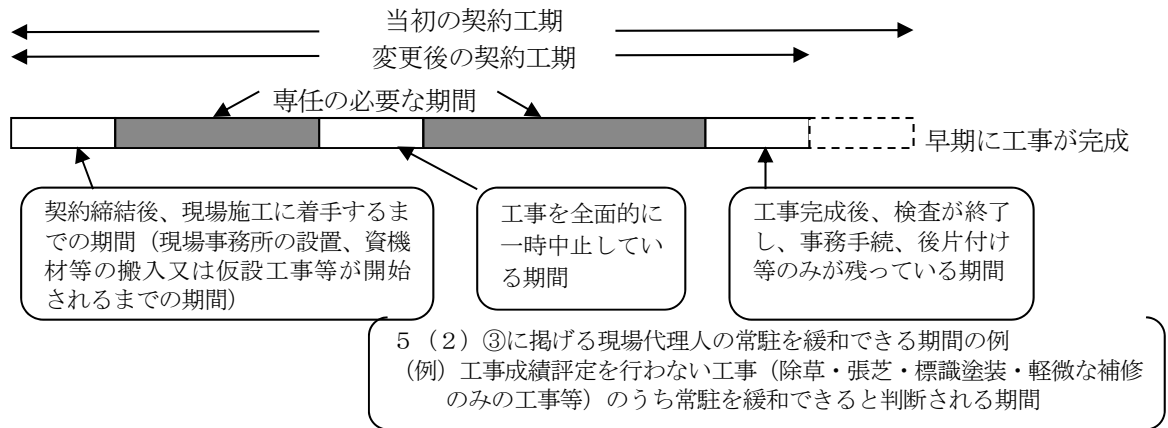 当初の契約工期
変更後の契約工期
専任の必要な期間
早期に工事が完成
契約締結後、現場施工に着手するま
での期間(現場事務所の設置、資機
材等の搬入又は仮設工事等が開始
されるまでの期間)
工事を全面的に
一時中止してい
る期間
工事完成後、検査が終了
し、事務手続、後片付け
等のみが残っている期間
5(2)③に掲げる現場代理人の常駐を緩和できる期間の例
(例)工事成績評定を行わない工事(除草・張芝・標識塗装・軽微な補修
のみの工事等)のうち常駐を緩和できると判断される期間